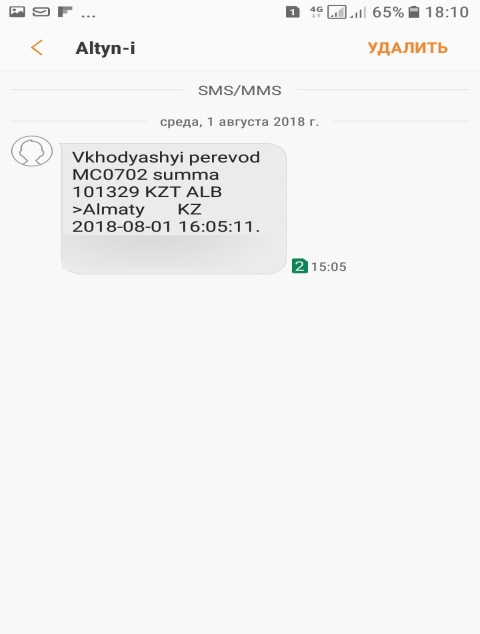 ... 1 4G 65% 18:10
Altyn-i УДАЛИТЬ
SMS/MMS
среда, 1 августа 2018 г.
Vkhodyashyi perevod
MC0702 summa
101329 KZT ALB
>Almaty KZ
2018-08-01 16:05:11.
2 15:05